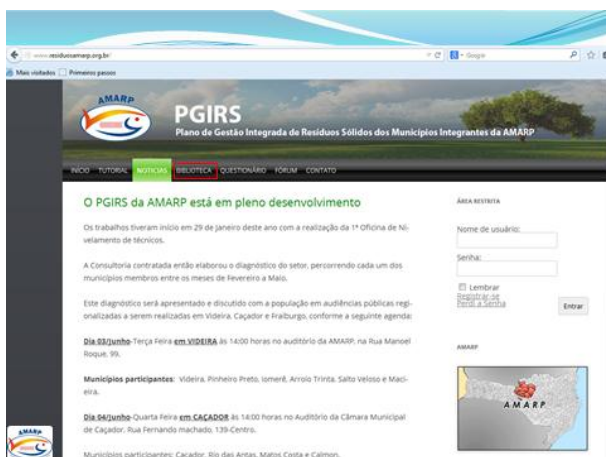 www.residuosamarp.org.br
Google
Mais visitados Primeiros passos
AMARP
PGIRS
Plano de Gestão Integrada de Resíduos Sólidos dos Municípios Integrantes da AMARP
INÍCIO TUTORIAL NOTÍCIAS BIBLIOTECA QUESTIONÁRIO FÓRUM CONTATO
O PGIRS da AMARP está em pleno desenvolvimento
Os trabalhos tiveram início em 29 de janeiro deste ano com a realização da 1ª Oficina de Ni-
velamento de técnicos.
A Consultoria contratada então elaborou o diagnóstico do setor, percorrendo cada um dos
municípios membros entre os meses de Fevereiro a Maio.
Este diagnóstico será apresentado e discutido com a população em audiências públicas regi-
onalizadas a serem realizadas em Videira, Caçador e Fraiburgo, conforme a seguinte agenda:
Dia 03/Junho-Terça Feira em VIDEIRA às 14:00 horas no auditório da AMARP, na Rua Manoel
Roque, 99.
Municípios participantes: Videira, Pinheiro Preto, Iomerê, Arroio Trinta, Salto Veloso e Maci-
eira.
Dia 04/Junho-Quarta Feira em CAÇADOR às 14:00 horas no Auditório da Câmara Municipal
de Caçador, Rua Fernando machado, 139-Centro.
Municípios participantes: Caçador, Rio das Antas, Matos Costa e Calmon.
ÁREA RESTRITA
Nome de usuário:
Senha:
Lembrar
Registrar-se
Perdi a Senha
Entrar
AMARP
AMARP
AMARP